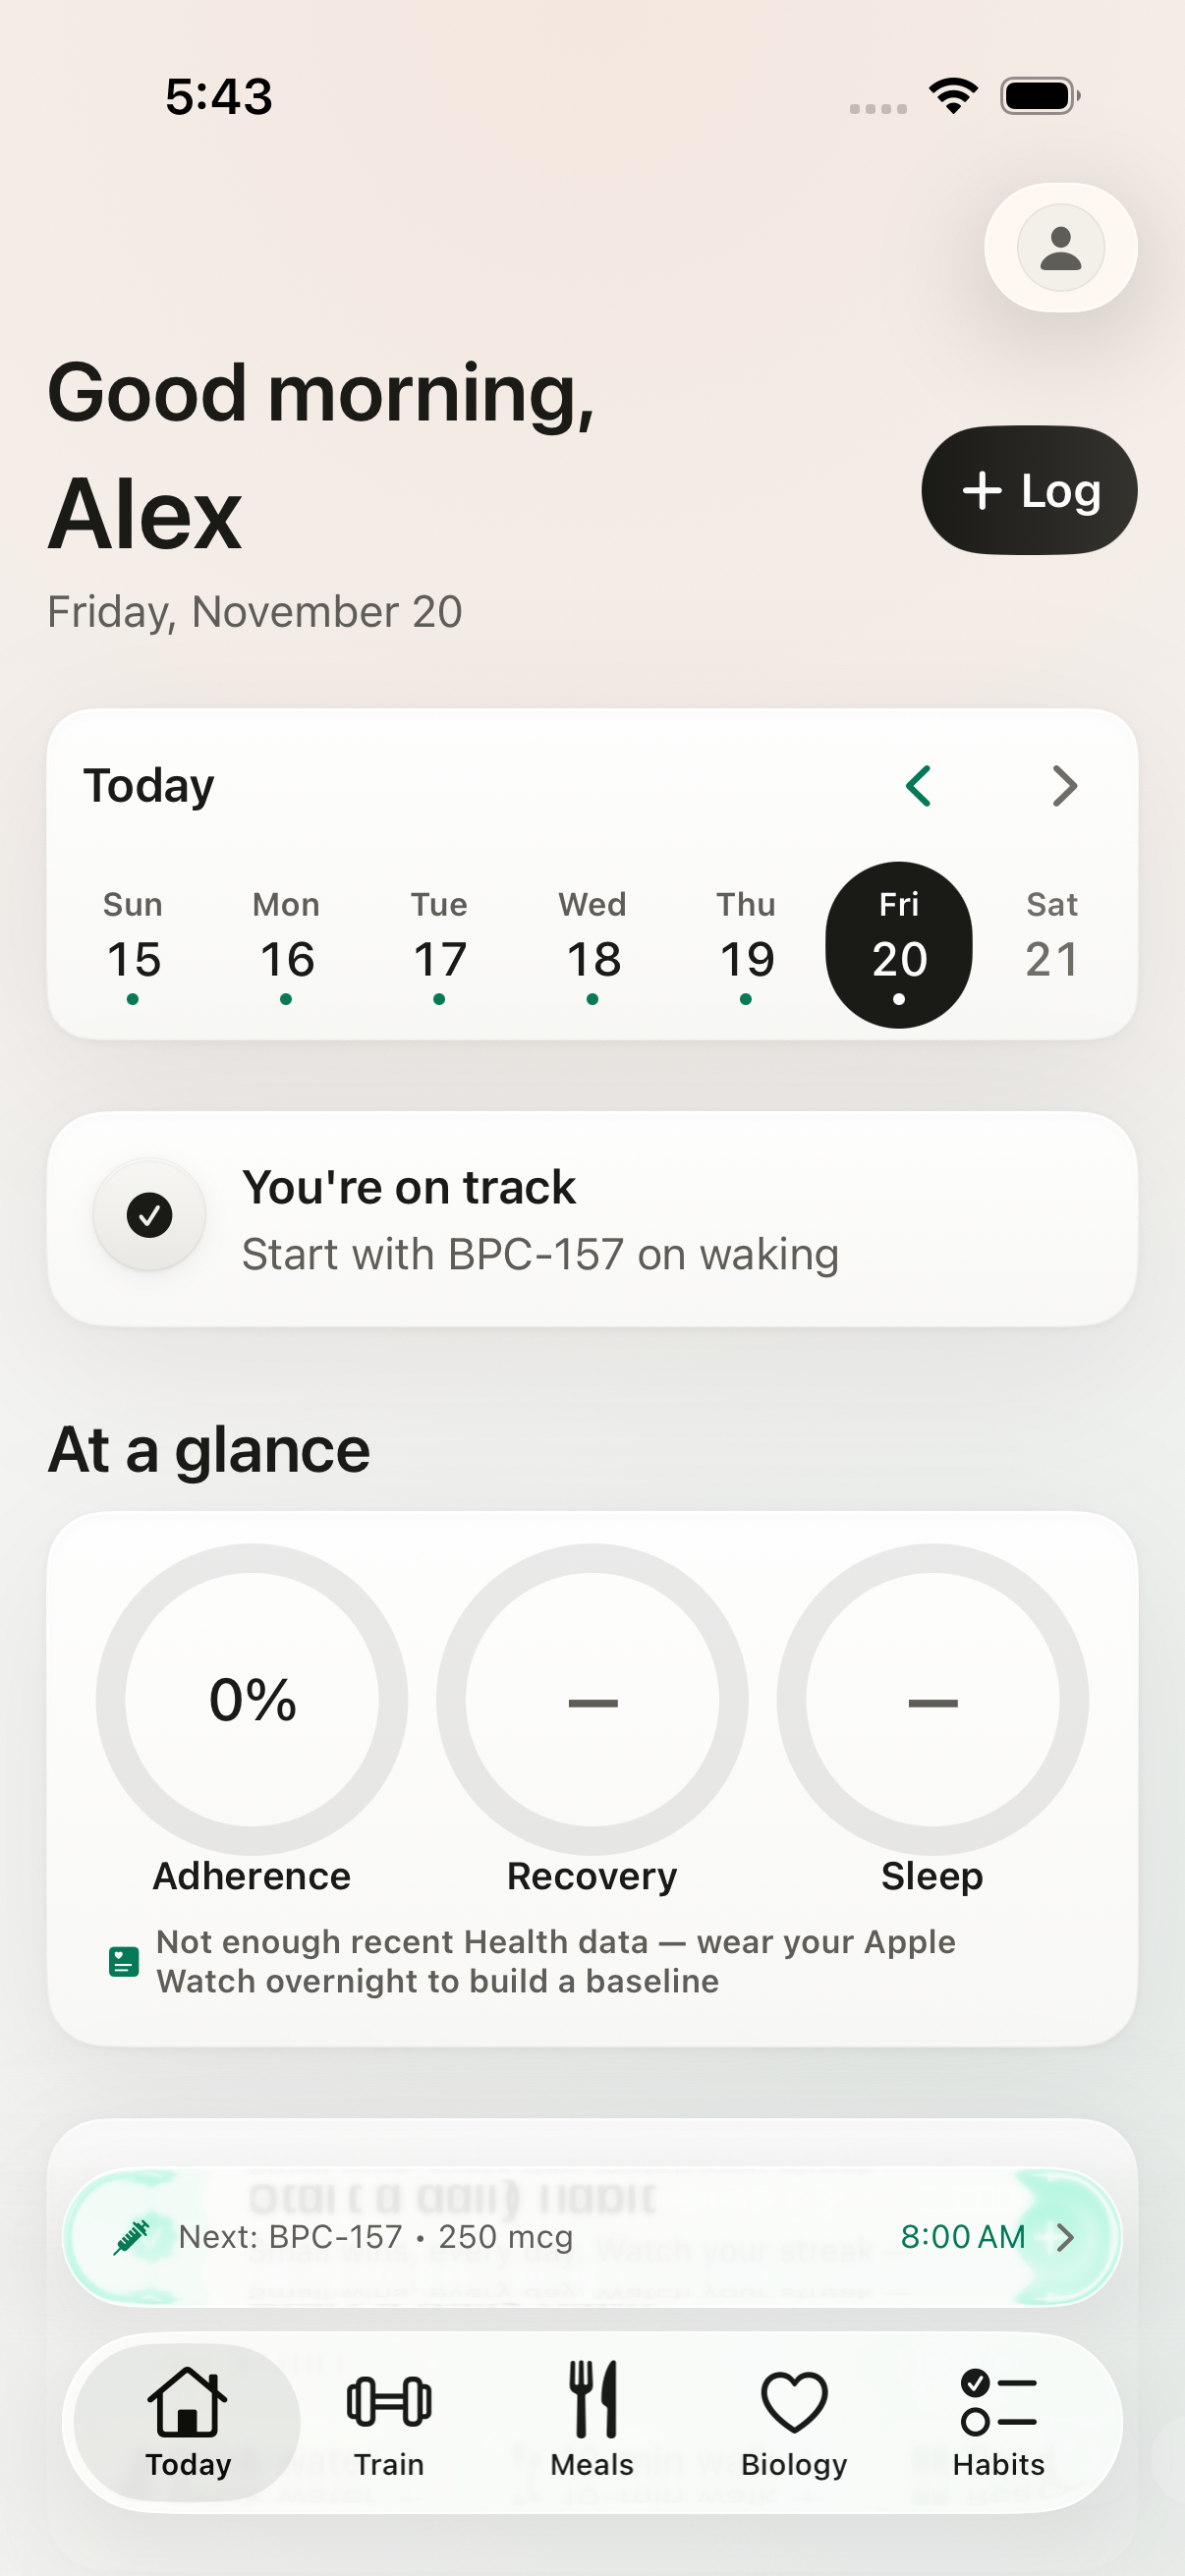 5:43
Good morning,
Alex
+ Log
Friday, November 20
Today
Sun Mon Tue Wed Thu Fri Sat
15 16 17 18 19 20 21
You're on track
Start with BPC-157 on waking
At a glance
0% — —
Adherence Recovery Sleep
Not enough recent Health data — wear your Apple
Watch overnight to build a baseline
Next: BPC-157 • 250 mcg 8:00 AM
Today Train Meals Biology Habits